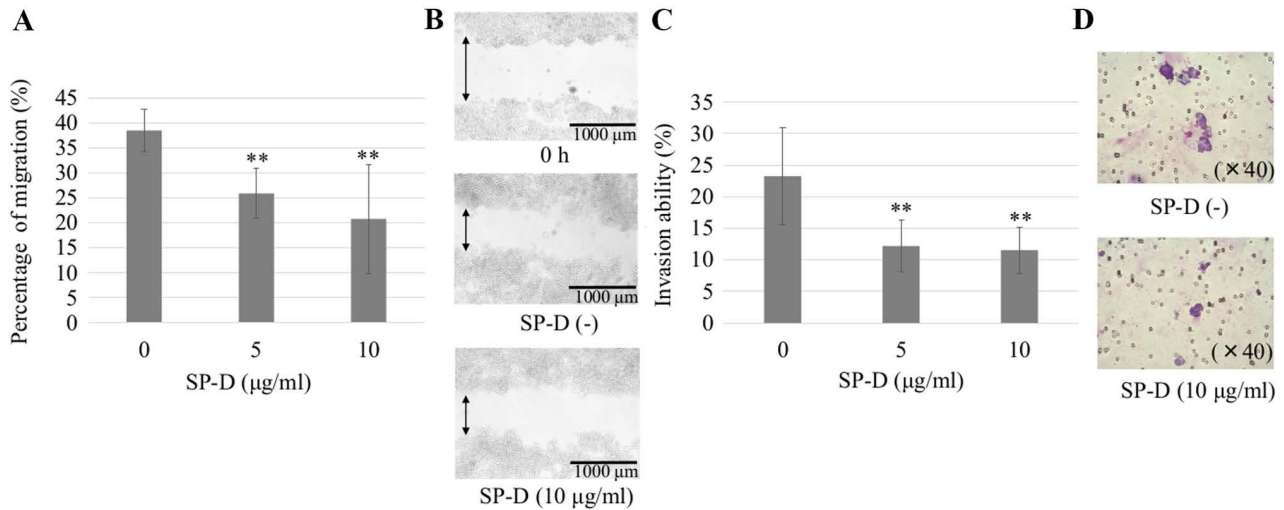 A
Percentage of migration (%)
45
40
35
30
25
20
15
10
5
0
**
**
0
5
10
SP-D (μg/ml)
B
1000 μm
0 h
1000 μm
SP-D (-)
1000 μm
SP-D (10 μg/ml)
C
Invasion ability (%)
35
30
25
20
15
10
5
0
**
**
0
5
10
SP-D (μg/ml)
D
(×40)
SP-D (-)
(×40)
SP-D (10 μg/ml)